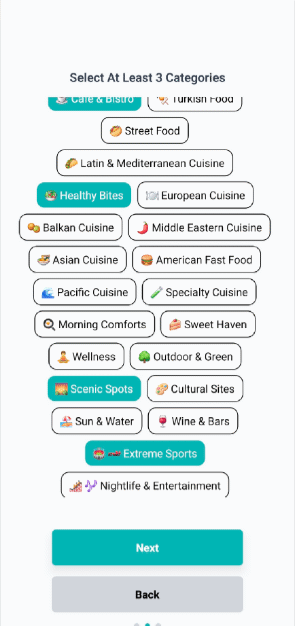 Select At Least 3 Categories
Cafe & Bistro Turkish Food
Street Food
Latin & Mediterranean Cuisine
Healthy Bites European Cuisine
Balkan Cuisine Middle Eastern Cuisine
Asian Cuisine American Fast Food
Pacific Cuisine Specialty Cuisine
Morning Comforts Sweet Haven
Wellness Outdoor & Green
Scenic Spots Cultural Sites
Sun & Water Wine & Bars
Extreme Sports
Nightlife & Entertainment
Next
Back